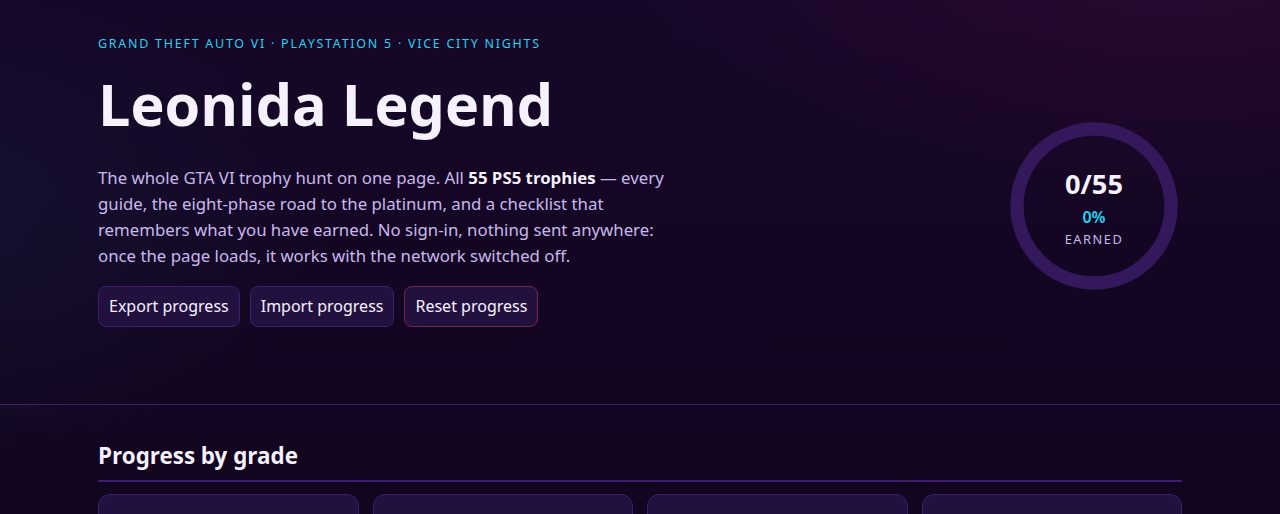 GRAND THEFT AUTO VI · PLAYSTATION 5 · VICE CITY NIGHTS
Leonida Legend
The whole GTA VI trophy hunt on one page. All 55 PS5 trophies — every
guide, the eight-phase road to the platinum, and a checklist that
remembers what you have earned. No sign-in, nothing sent anywhere:
once the page loads, it works with the network switched off.
Export progress
Import progress
Reset progress
0/55
0%
EARNED
Progress by grade